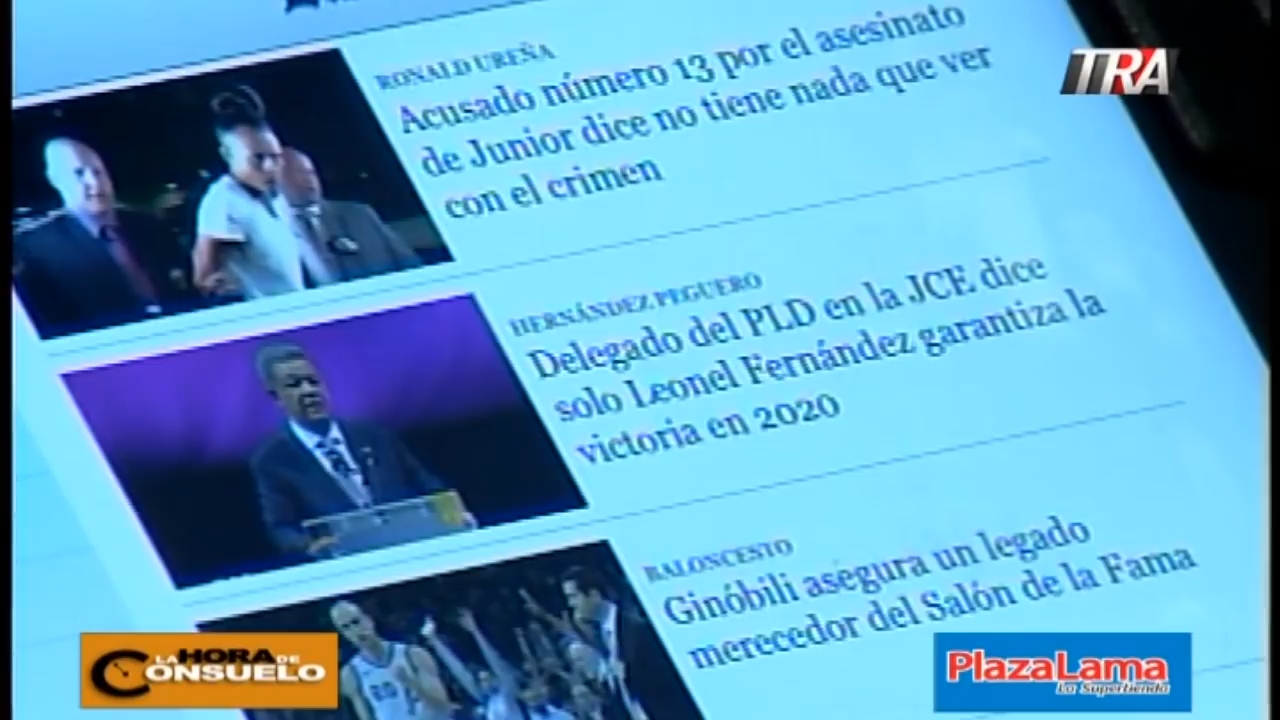 TRA
RONALD UREÑA
Acusado número 13 por el asesinato
de Junior dice no tiene nada que ver
con el crimen
HERNÁNDEZ PEGUERO
Delegado del PLD en la JCE dice
solo Leonel Fernández garantiza la
victoria en 2020
BALONCESTO
Ginóbili asegura un legado
merecedor del Salón de la Fama
LA HORA DE
CONSUELO
PlazaLama
La Supertienda